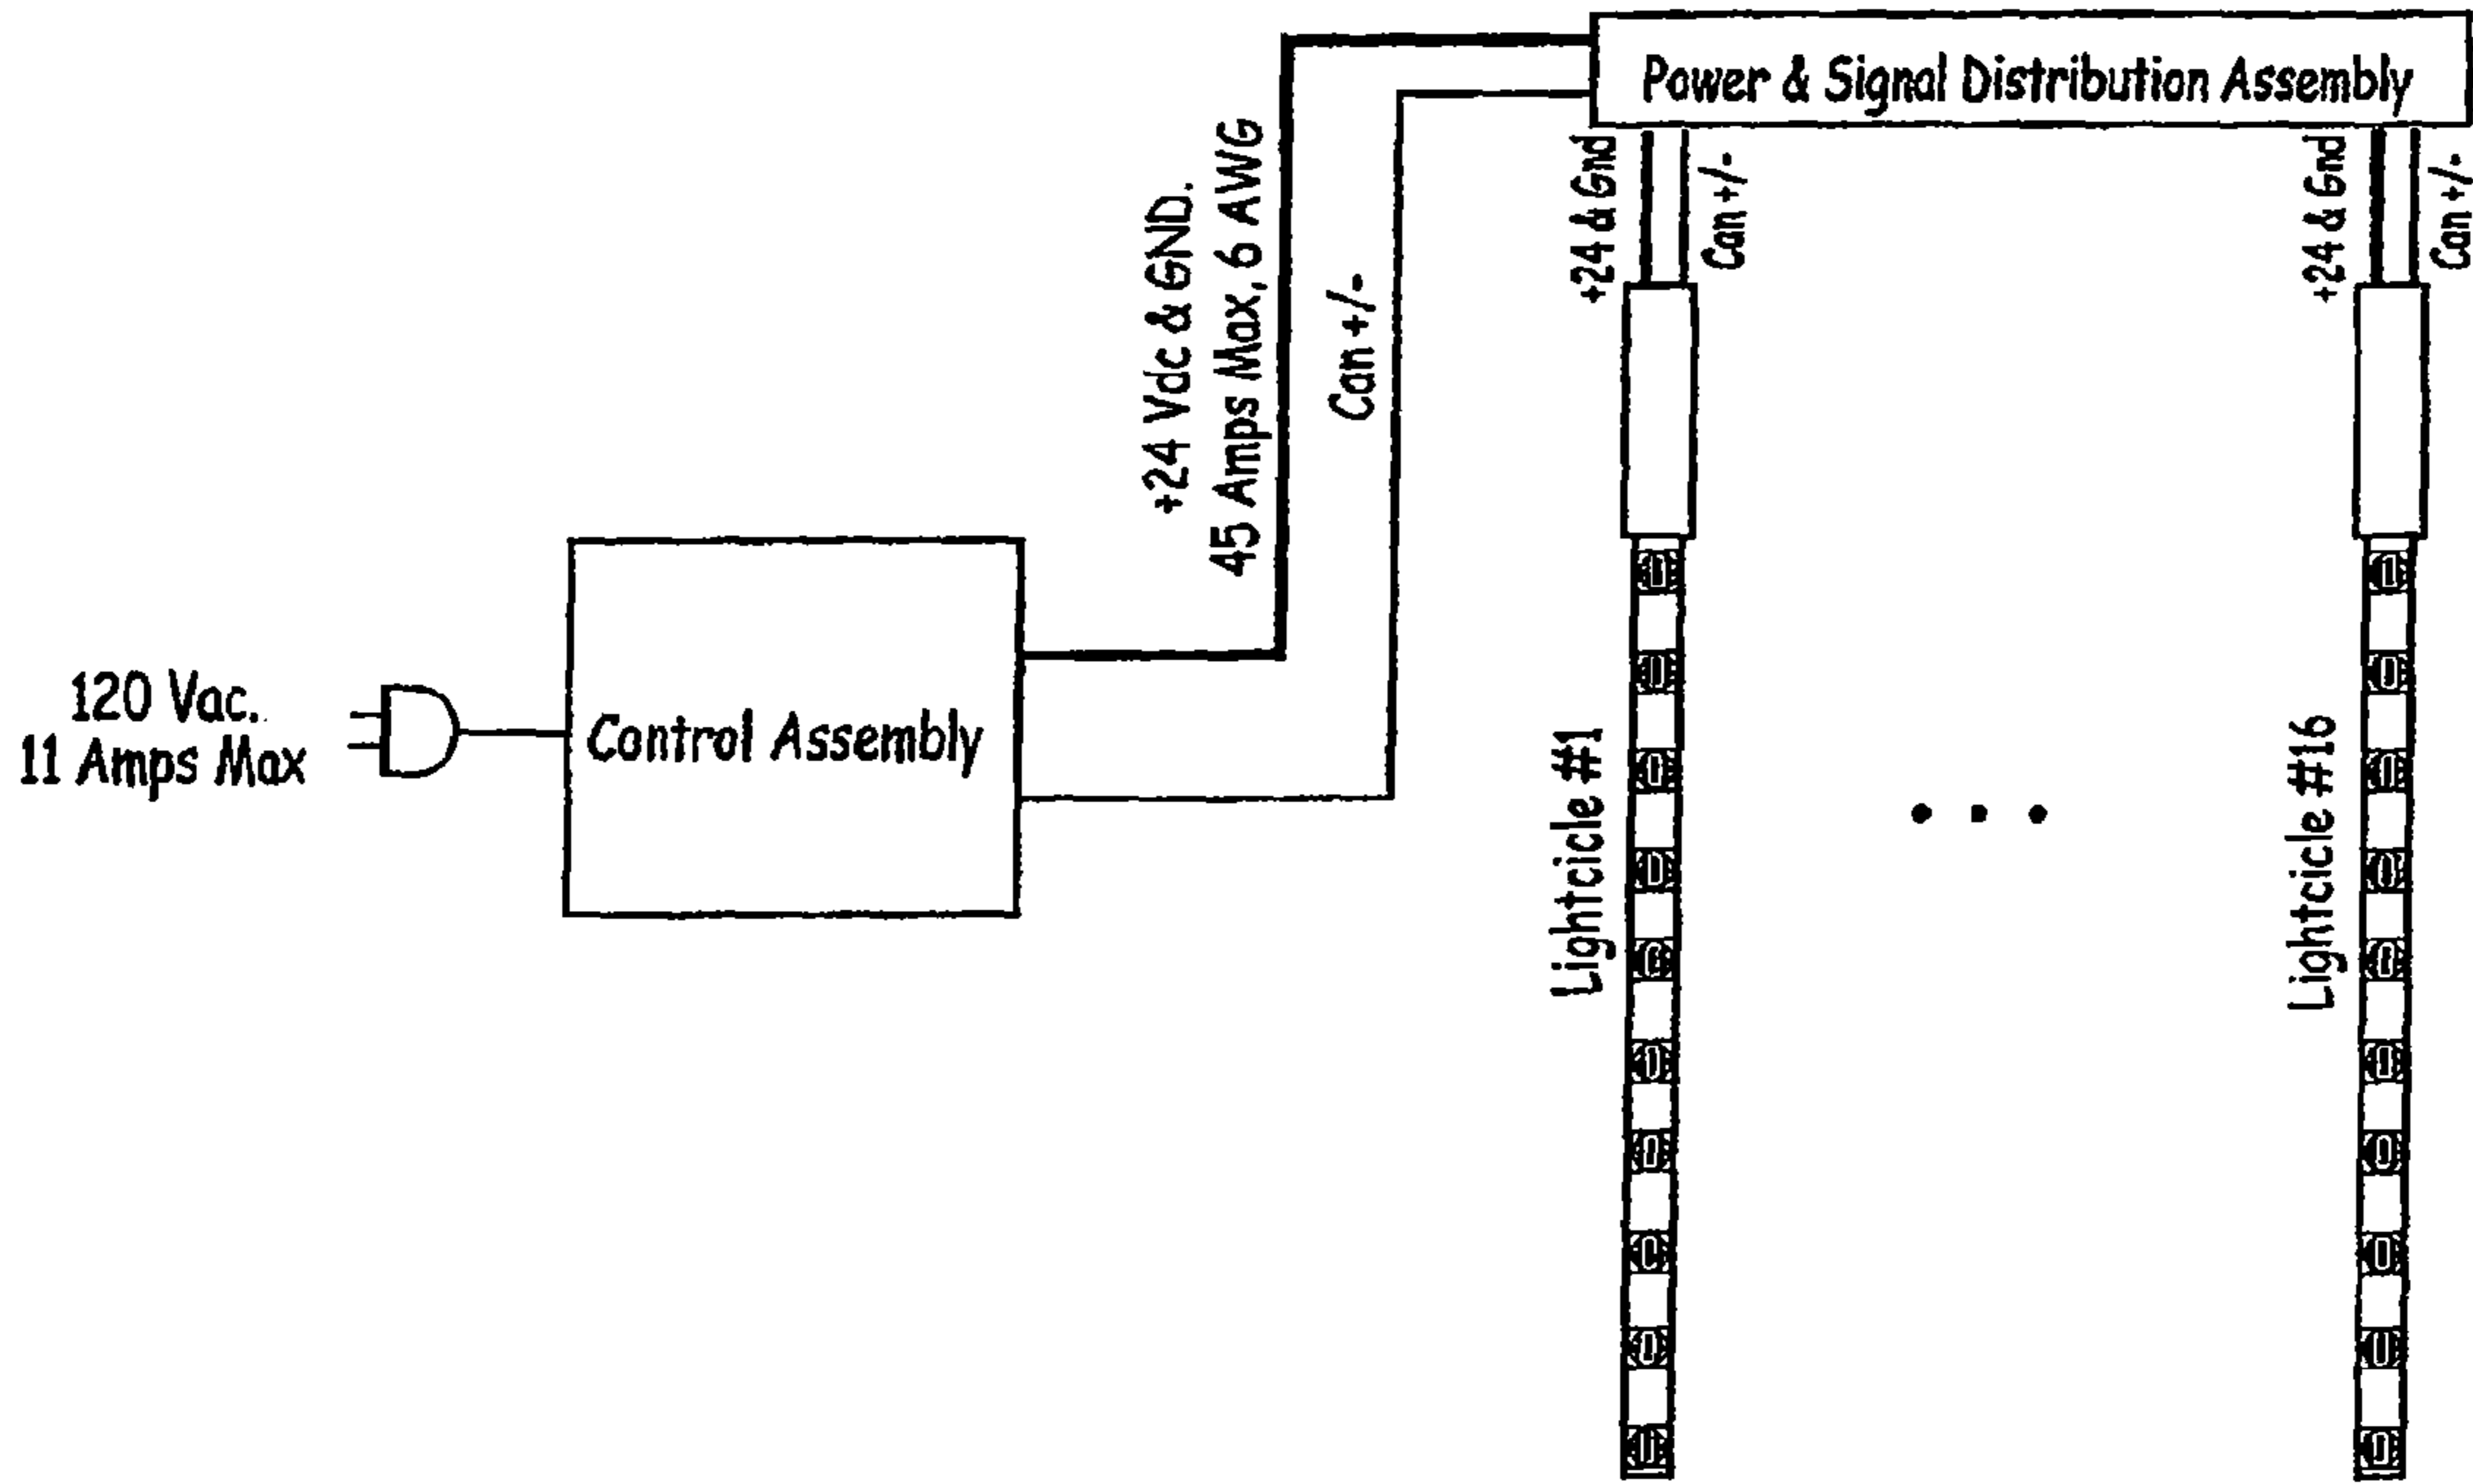 Power & Signal Distribution Assembly
+24 Vdc & GND.
45 Amps Max, 6 AWG
Can +/-
+24 & Gnd
Can +/-
+24 & Gnd
Can +/-
120 Vac.
11 Amps Max
Control Assembly
Lightcicle #1
Lightcicle #16